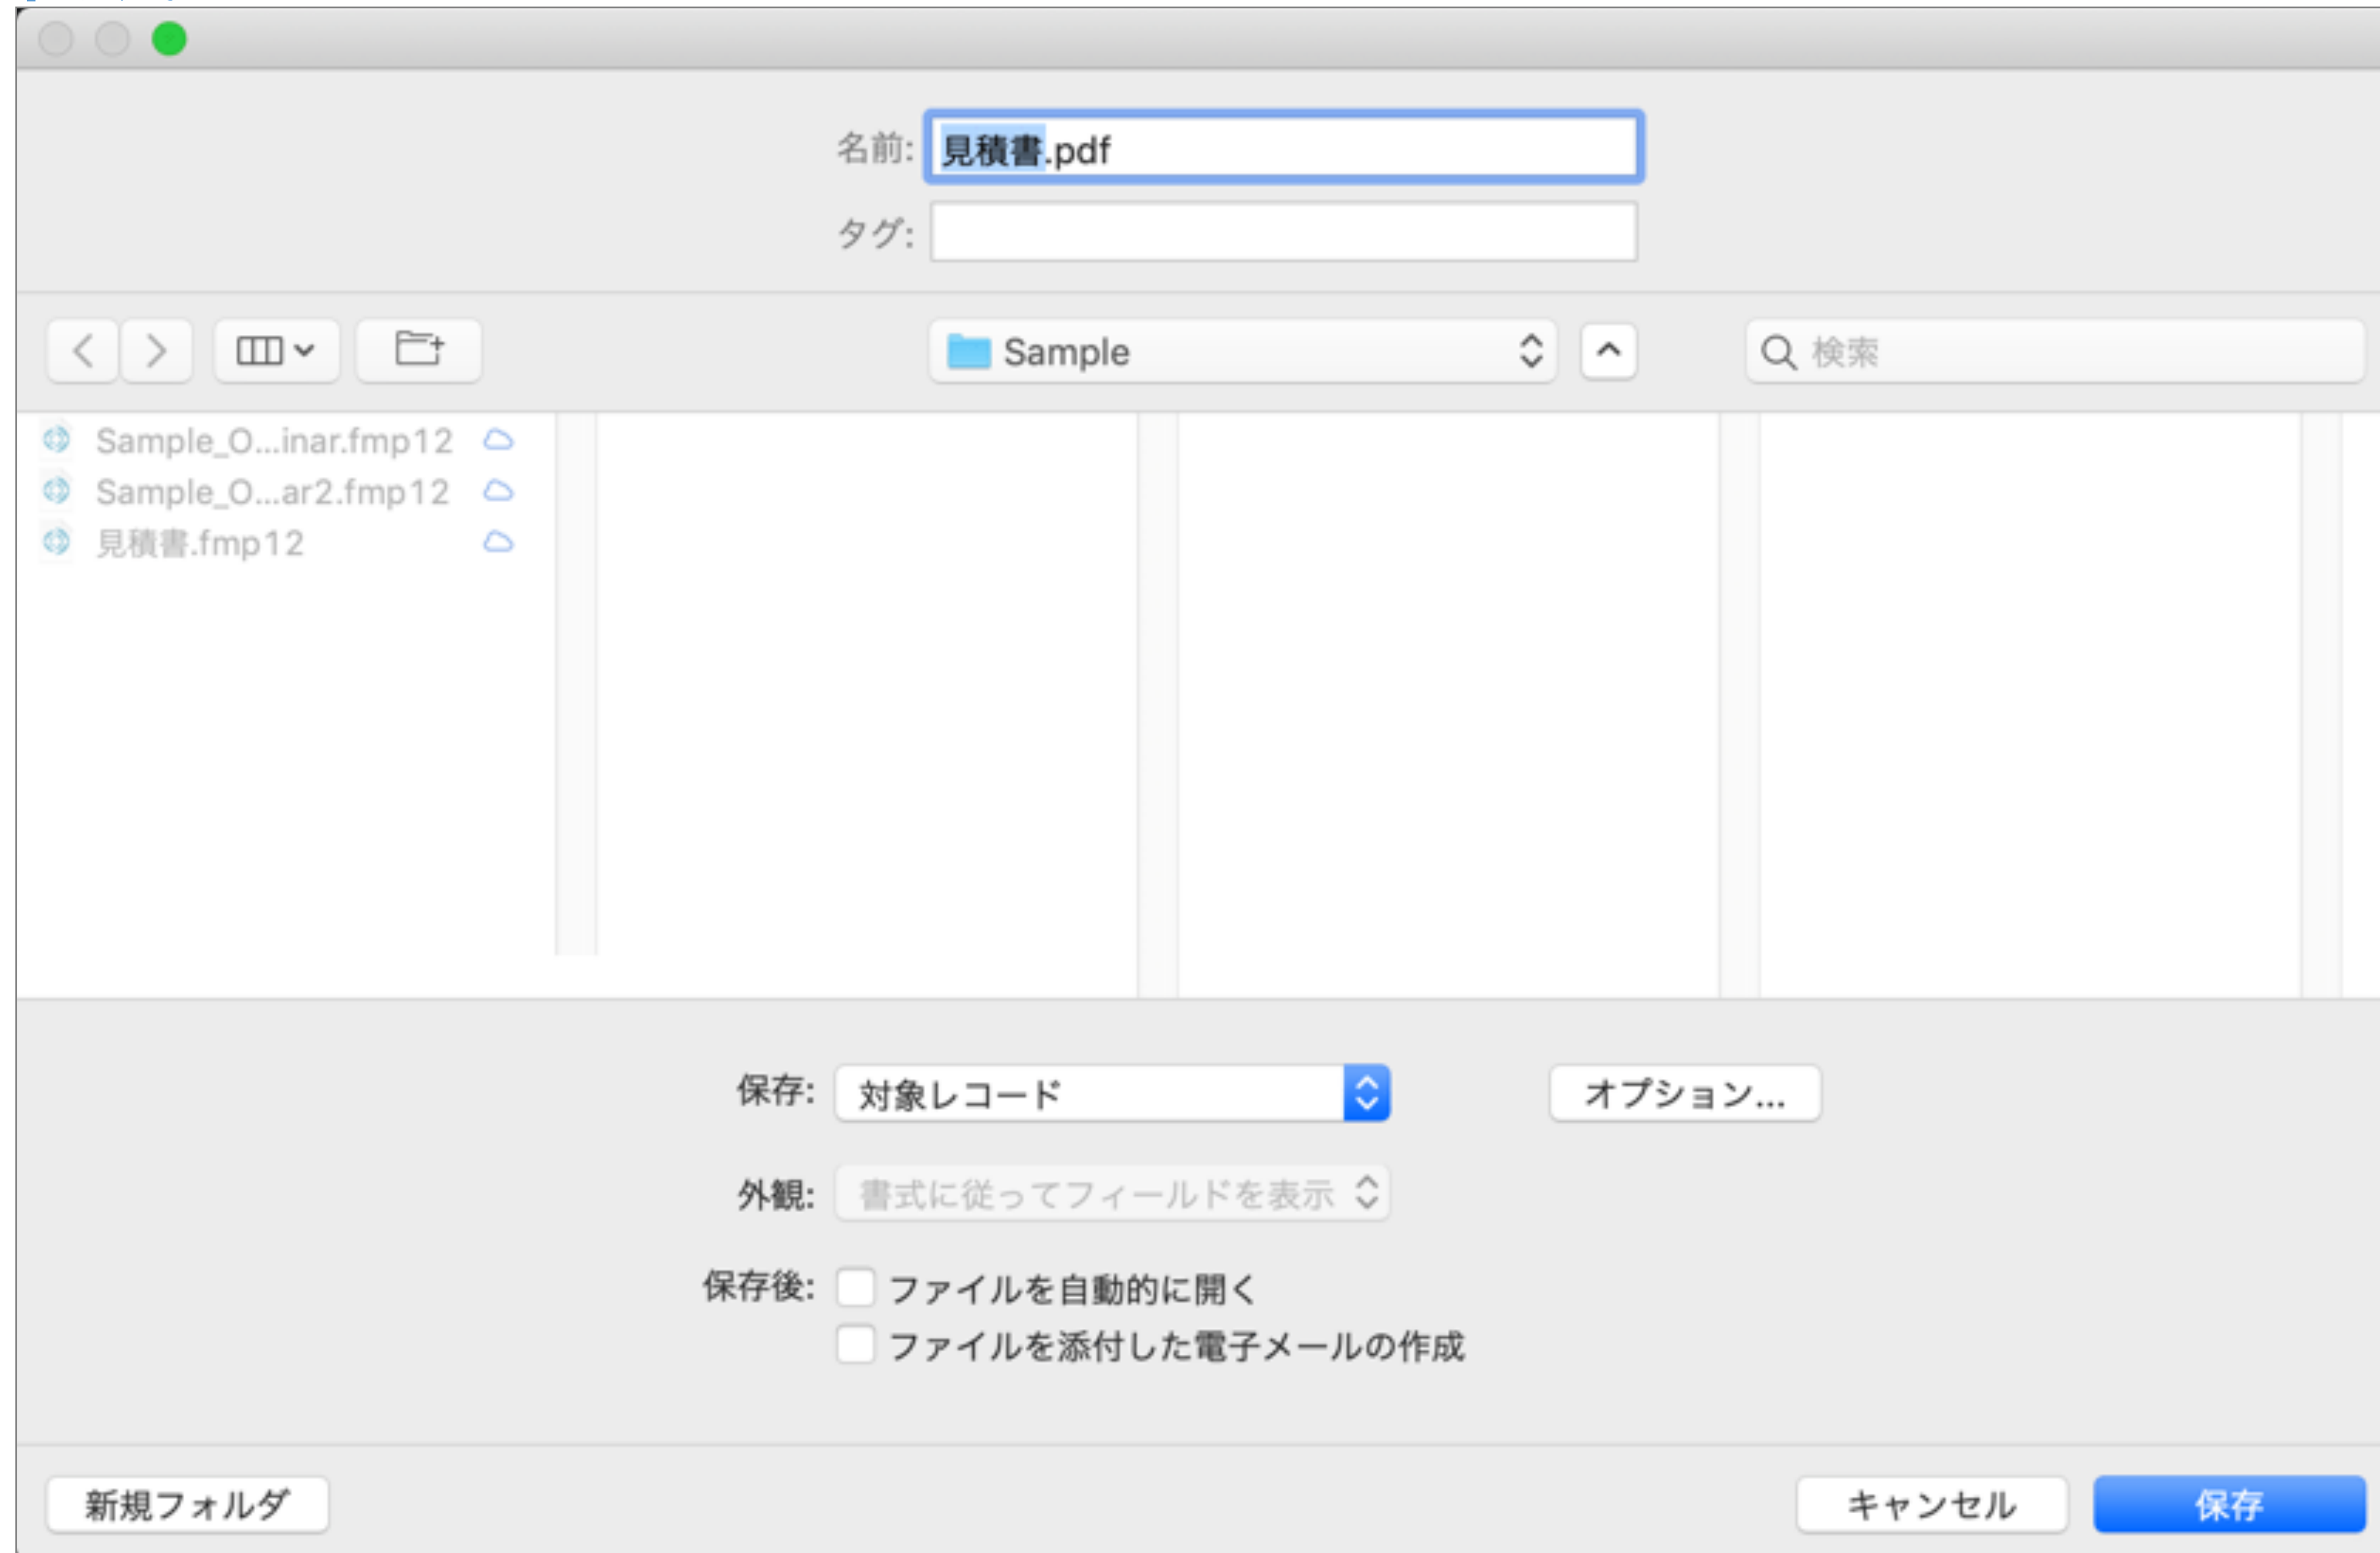 名前: 見積書.pdf
タグ:
Sample
検索
Sample_O...inar.fmp12
Sample_O...ar2.fmp12
見積書.fmp12
保存: 対象レコード オプション...
外観: 書式に従ってフィールドを表示
保存後: ファイルを自動的に開く
ファイルを添付した電子メールの作成
新規フォルダ キャンセル 保存